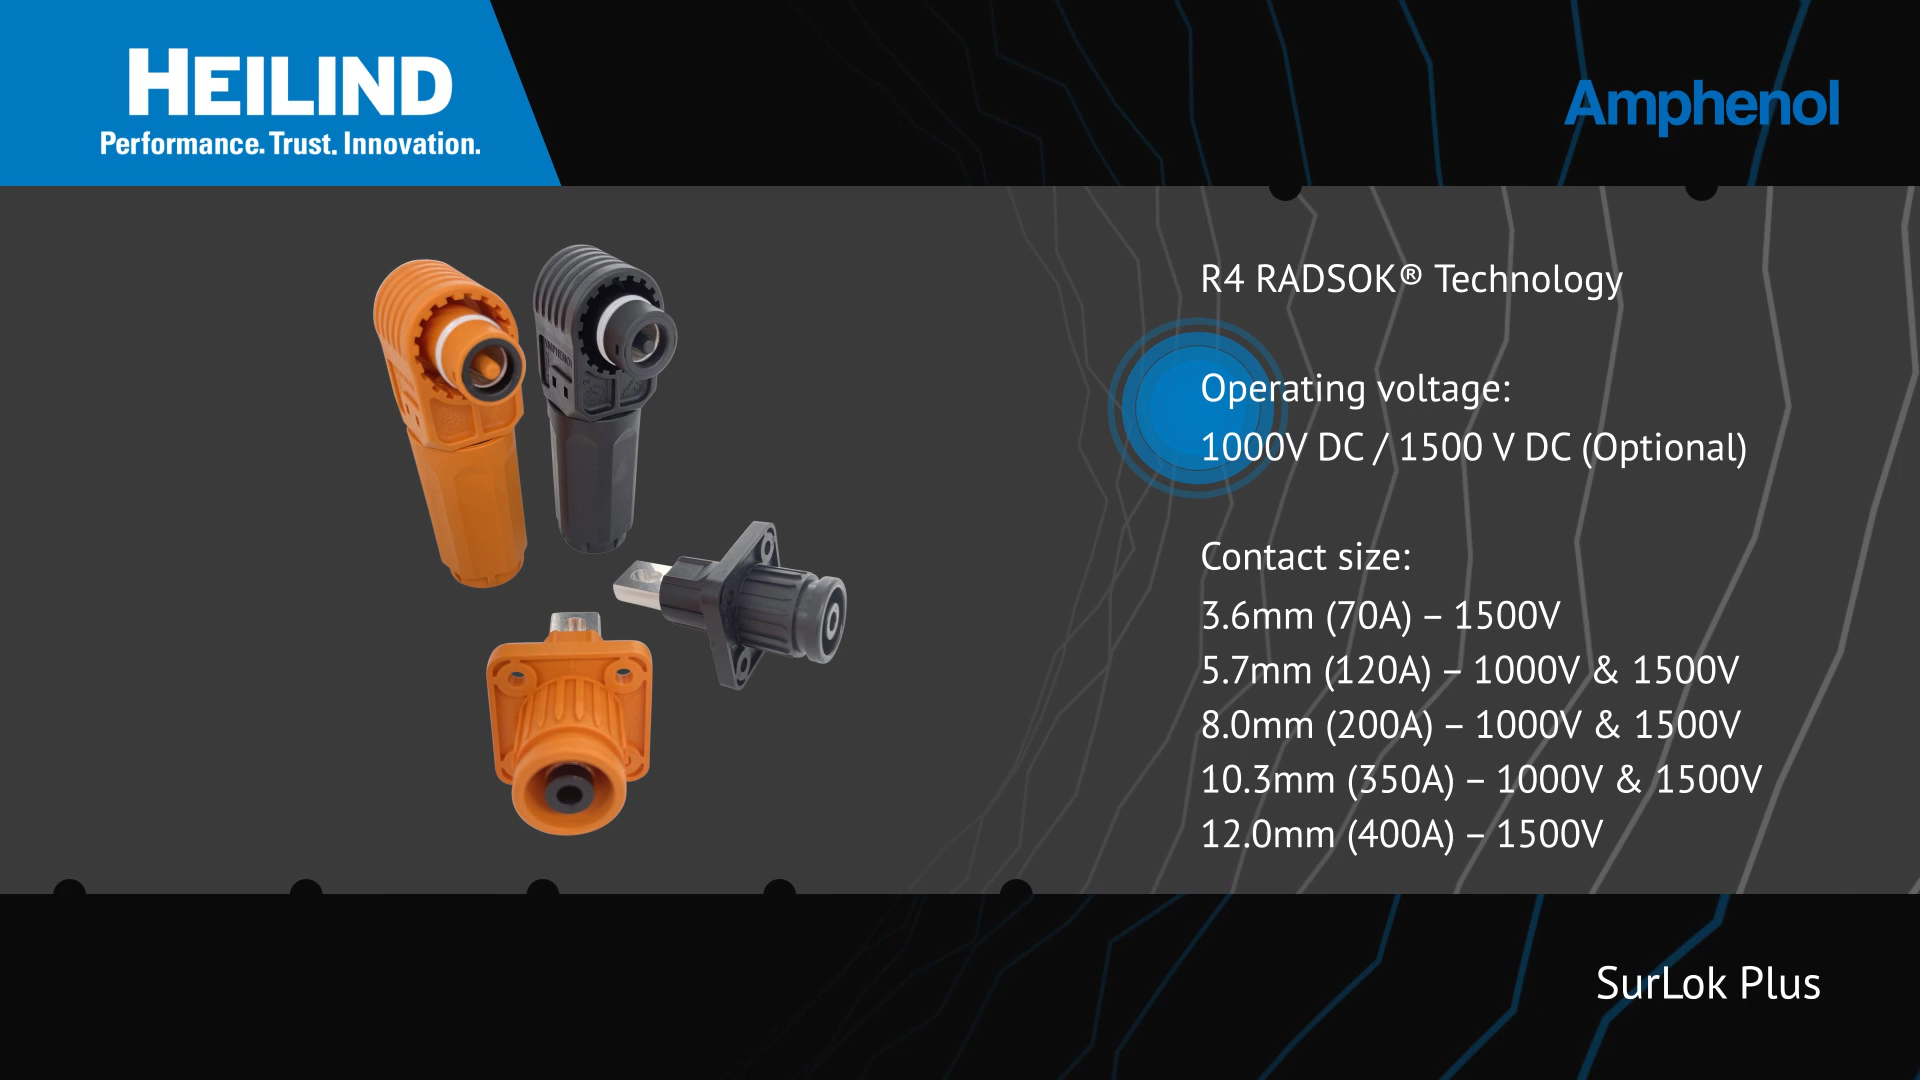 HEILIND
Performance. Trust. Innovation.
Amphenol
AMPHENOL
R4 RADSOK® Technology
Operating voltage:
1000V DC / 1500 V DC (Optional)
Contact size:
3.6mm (70A) – 1500V
5.7mm (120A) – 1000V & 1500V
8.0mm (200A) – 1000V & 1500V
10.3mm (350A) – 1000V & 1500V
12.0mm (400A) – 1500V
SurLok Plus